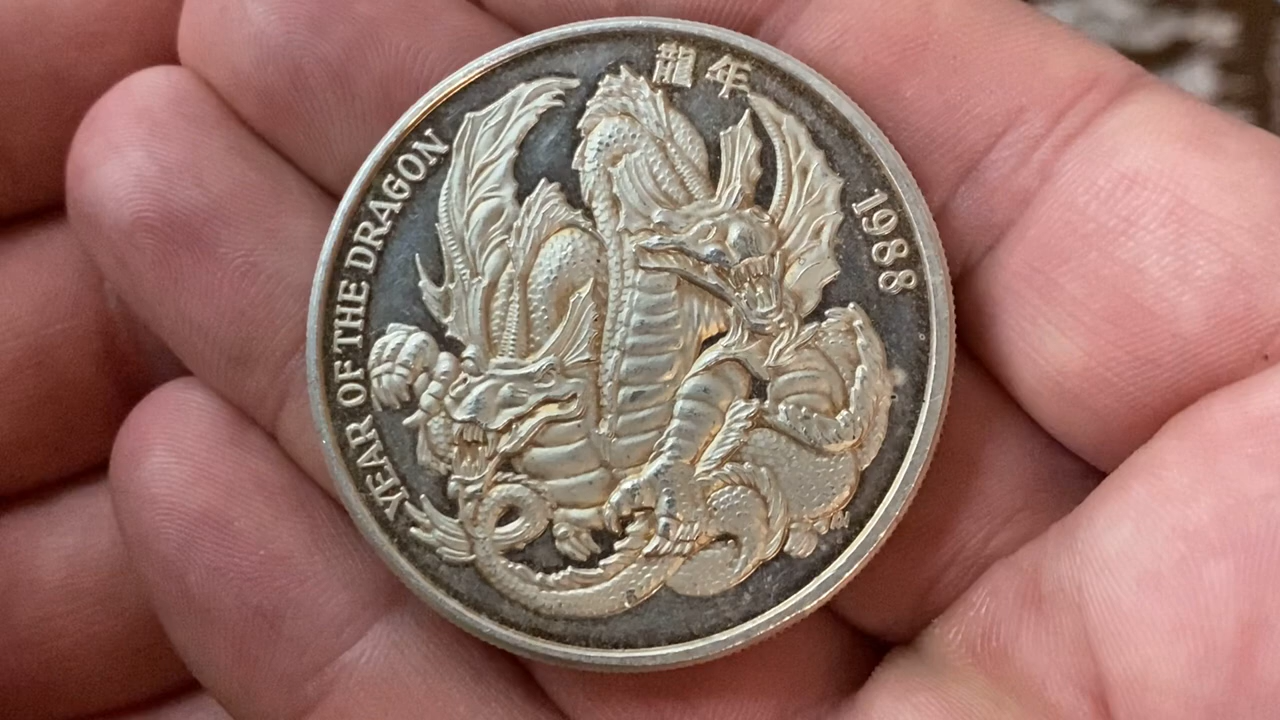 YEAR OF THE DRAGON
龍年
1988